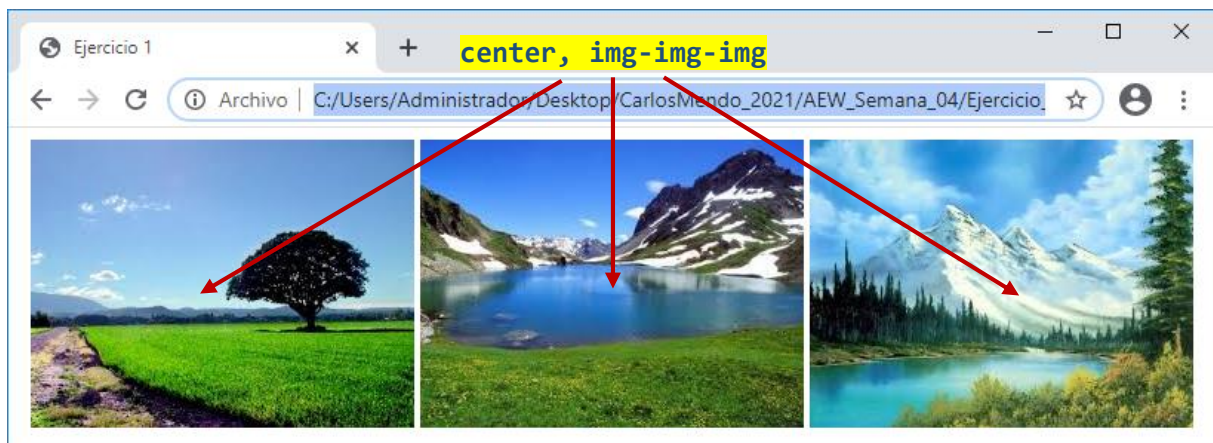 Ejercicio 1
center, img-img-img
Archivo | C:/Users/Administrador/Desktop/CarlosMendo_2021/AEW_Semana_04/Ejercicio_